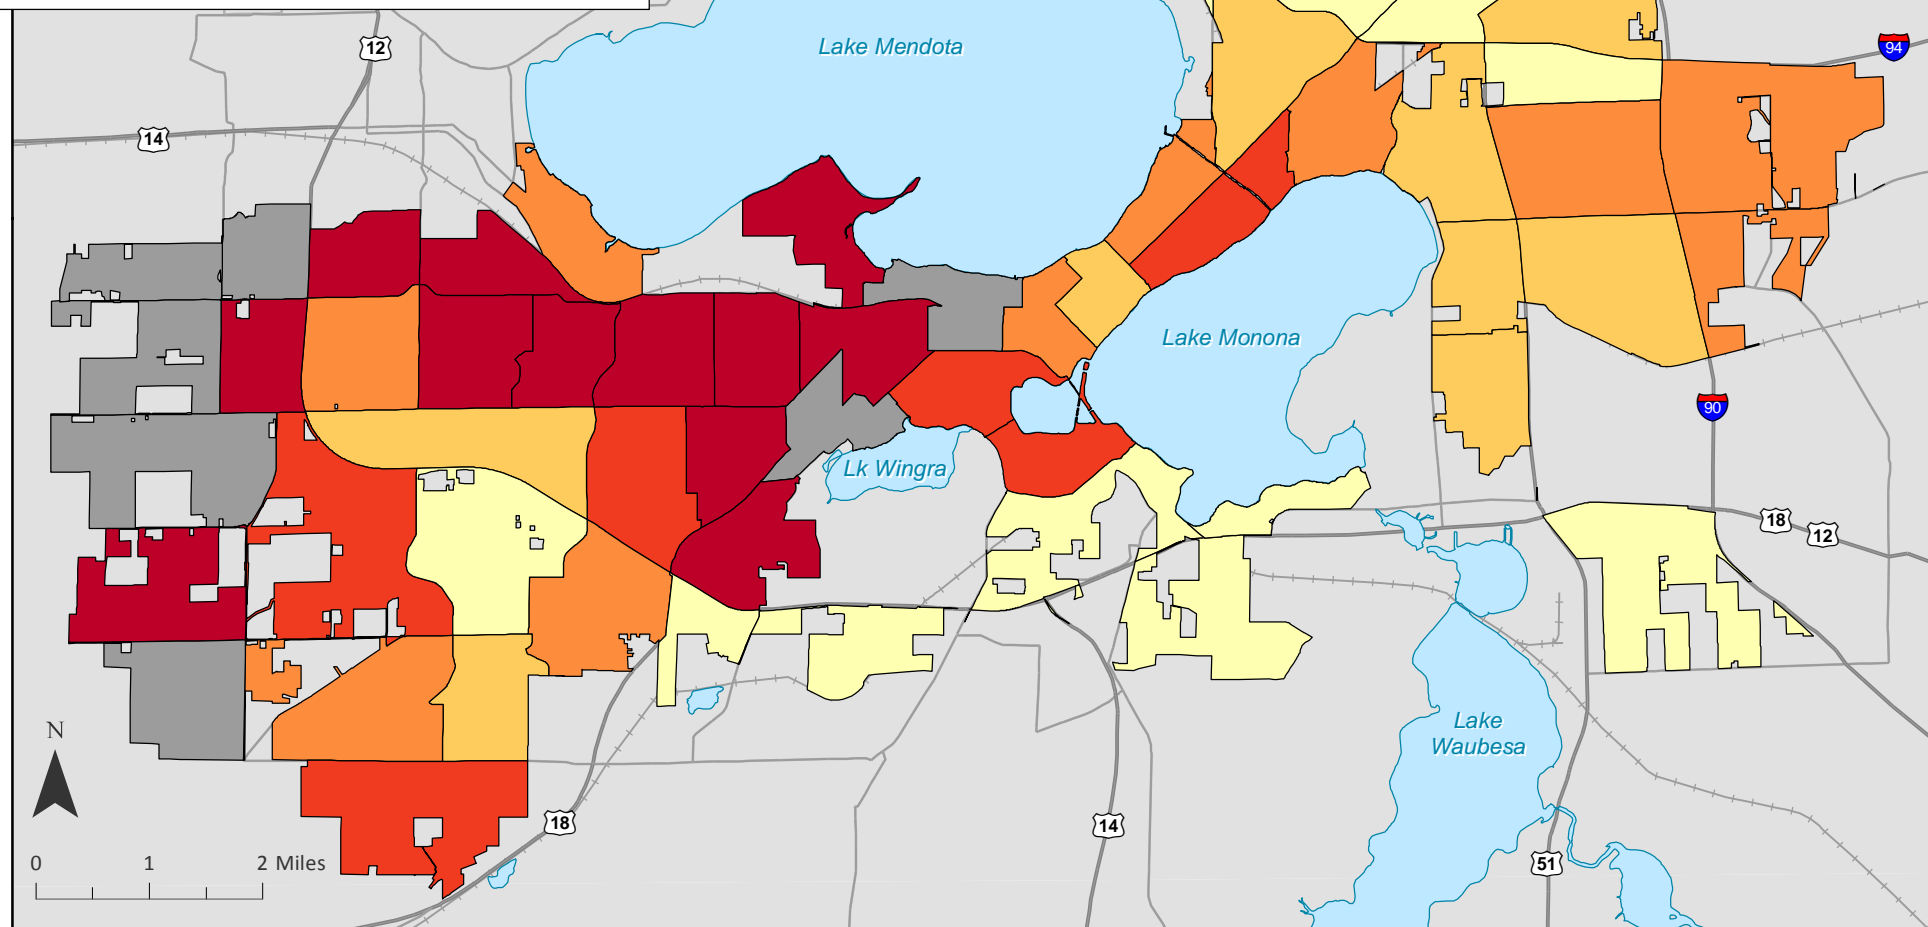 Lake Mendota
12
94
14
Lake Monona
90
Lk Wingra
18
12
N
Lake
Waubesa
18
14
0 1 2 Miles
51